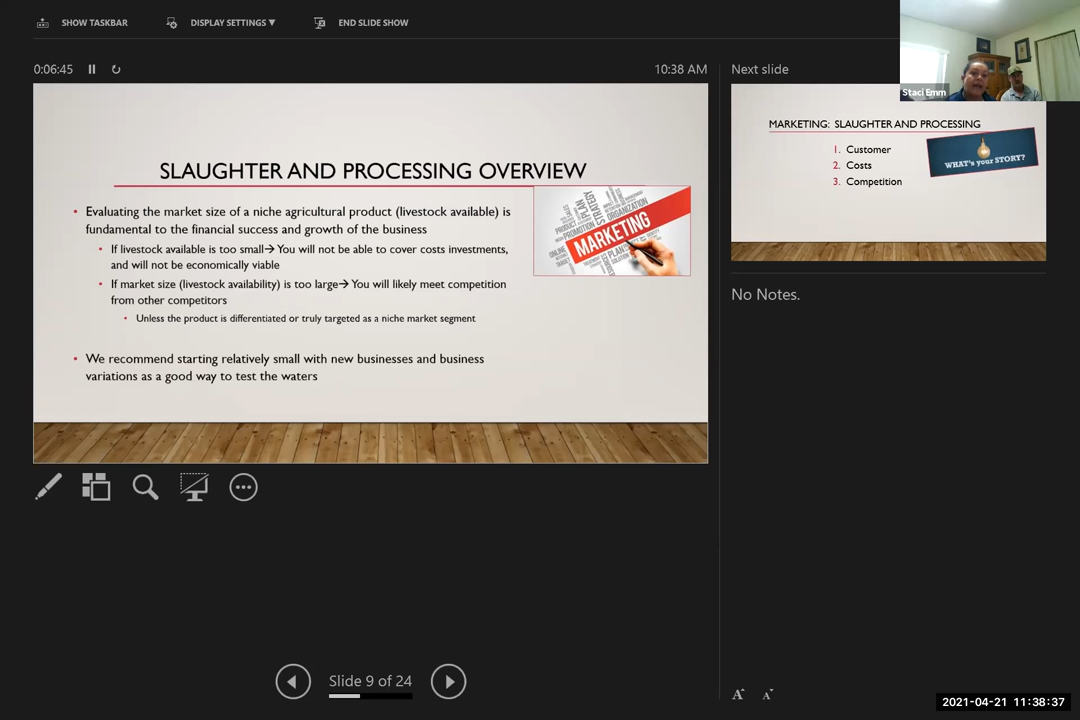 SHOW TASKBAR
DISPLAY SETTINGS ▼
END SLIDE SHOW
0:06:45
10:38 AM
Next slide
Staci Emm
SLAUGHTER AND PROCESSING OVERVIEW
• Evaluating the market size of a niche agricultural product (livestock available) is
fundamental to the financial success and growth of the business
• If livestock available is too small→ You will not be able to cover costs investments,
and will not be economically viable
• If market size (livestock availability) is too large→ You will likely meet competition
from other competitors
• Unless the product is differentiated or truly targeted as a niche market segment
• We recommend starting relatively small with new businesses and business
variations as a good way to test the waters
MARKETING
STRATEGY
PLAN
ORGANIZATION
PROMOTION
PRODUCT
ONLINE
PLAN
MARKETING: SLAUGHTER AND PROCESSING
1. Customer
2. Costs
3. Competition
WHAT'S your STORY?
No Notes.
Slide 9 of 24
2021-04-21 11:38:37